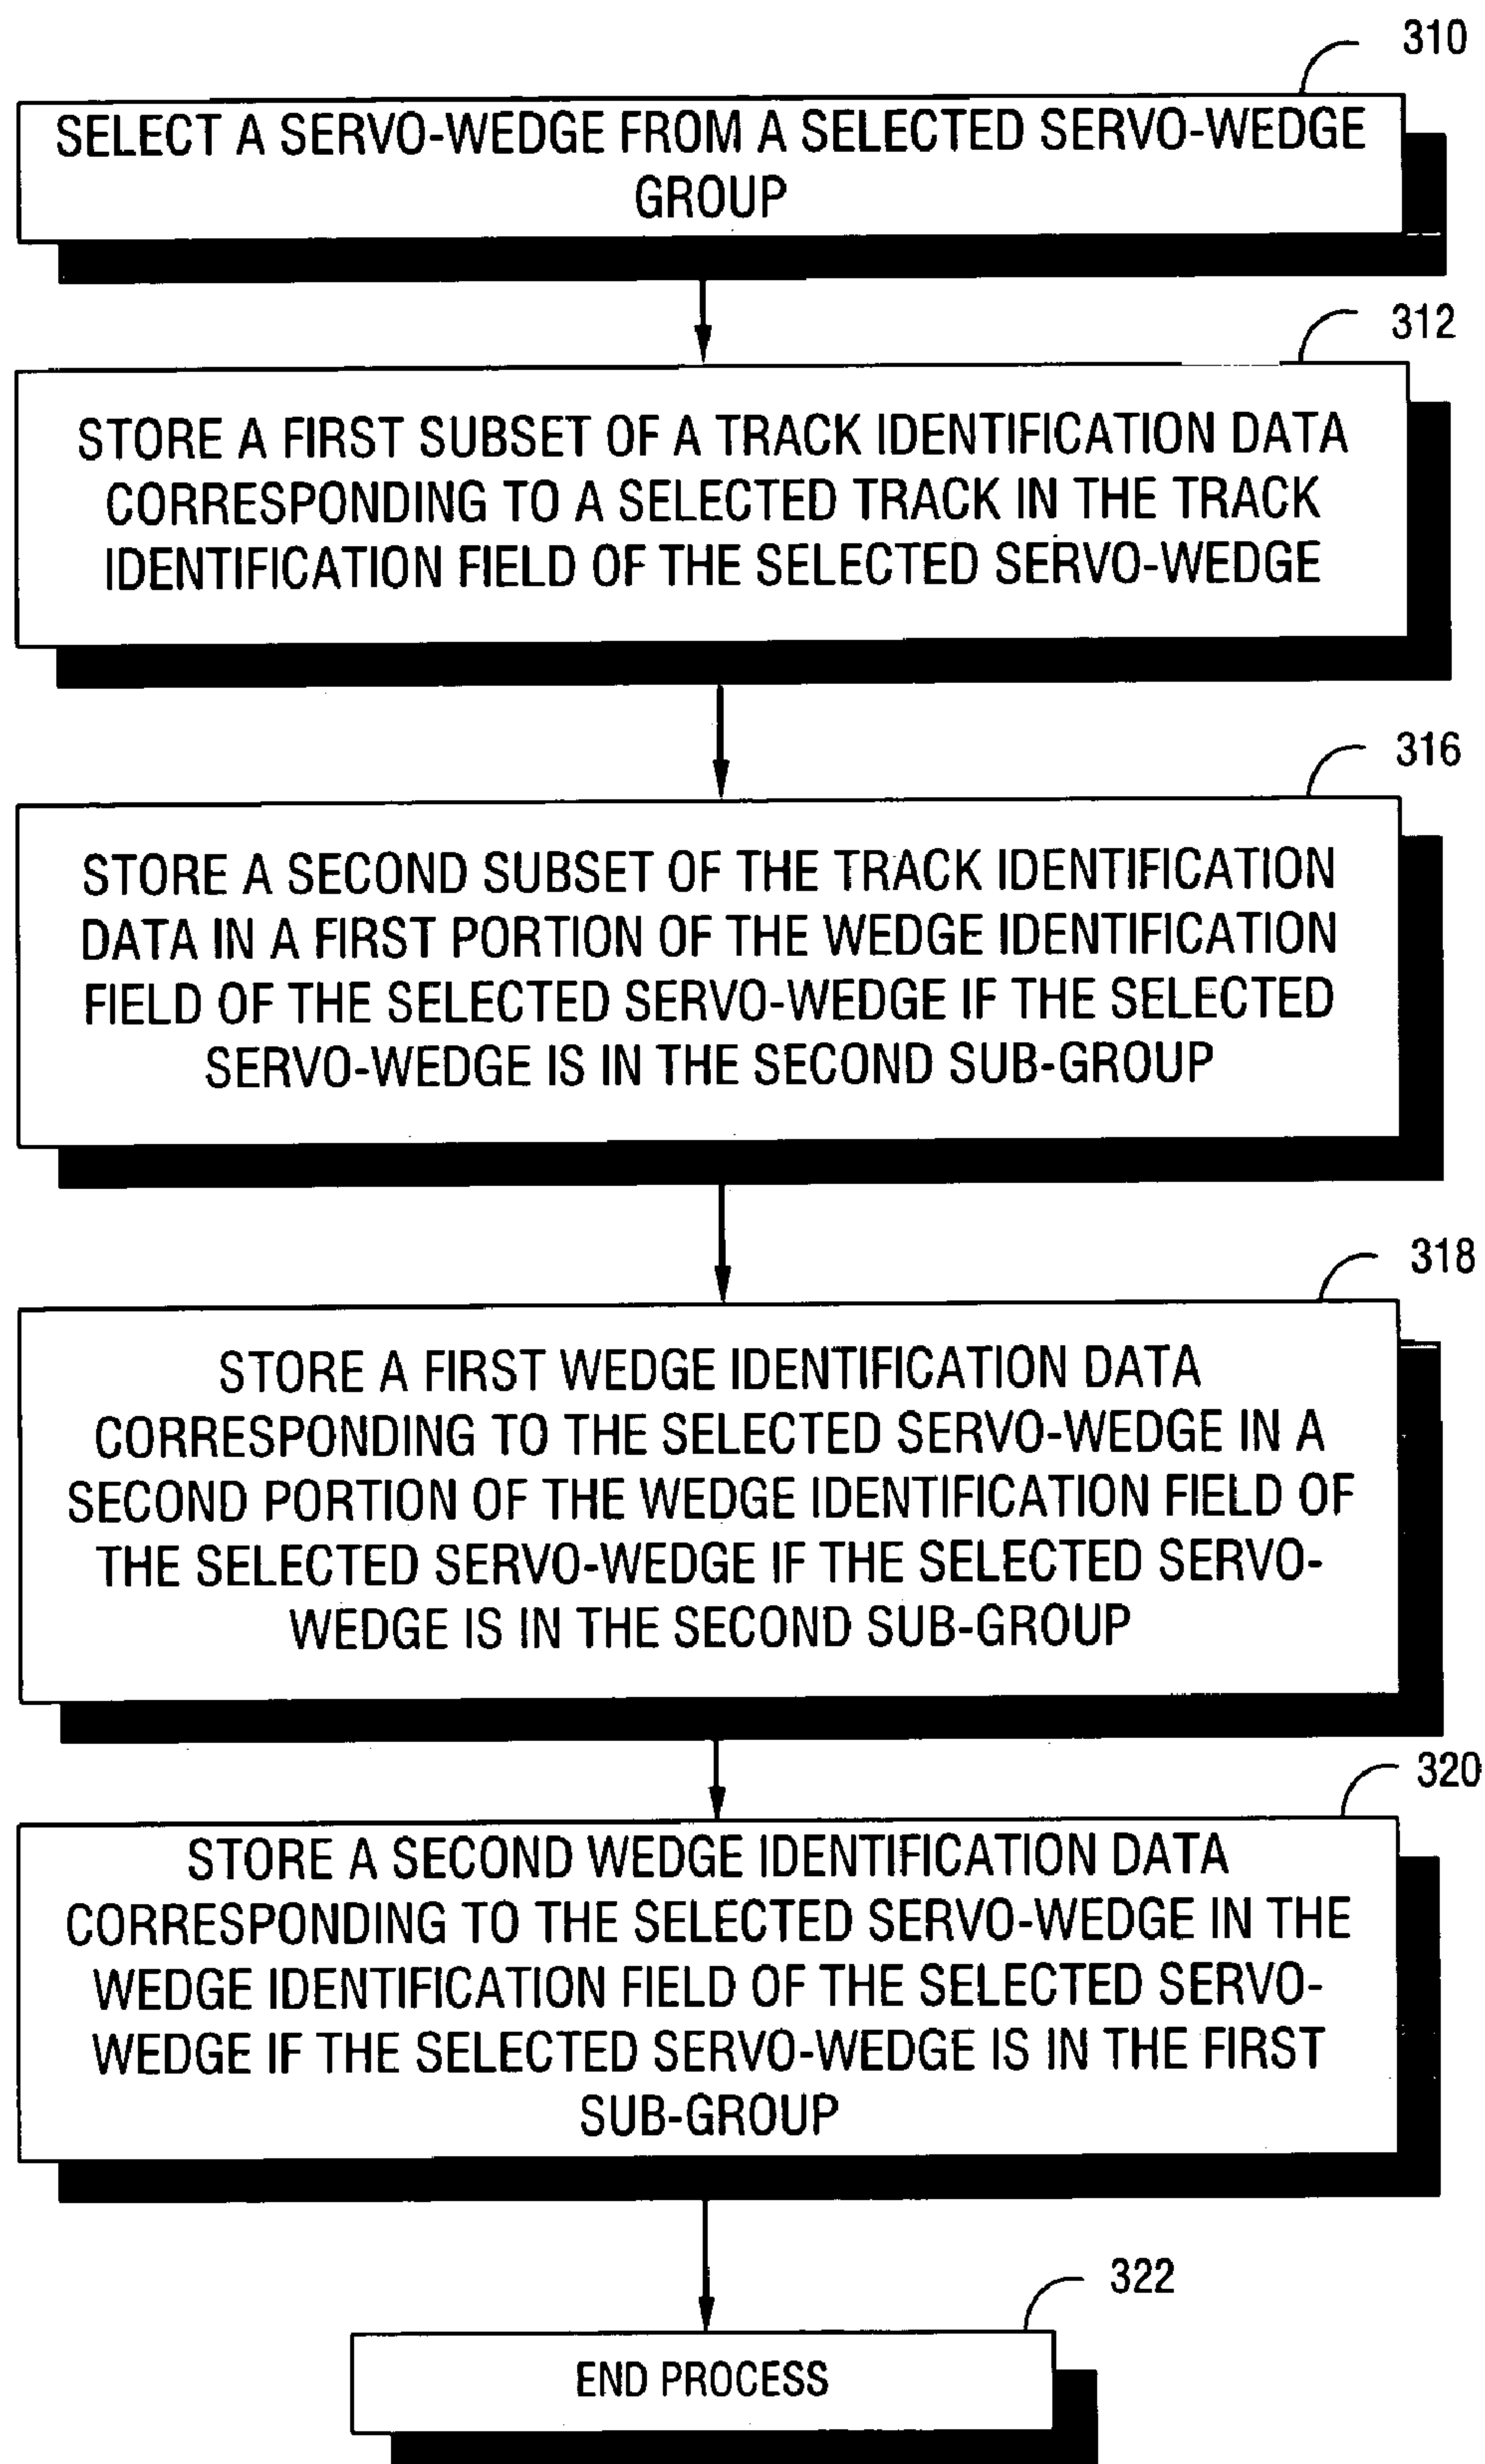 310
SELECT A SERVO-WEDGE FROM A SELECTED SERVO-WEDGE
GROUP
312
STORE A FIRST SUBSET OF A TRACK IDENTIFICATION DATA
CORRESPONDING TO A SELECTED TRACK IN THE TRACK
IDENTIFICATION FIELD OF THE SELECTED SERVO-WEDGE
316
STORE A SECOND SUBSET OF THE TRACK IDENTIFICATION
DATA IN A FIRST PORTION OF THE WEDGE IDENTIFICATION
FIELD OF THE SELECTED SERVO-WEDGE IF THE SELECTED
SERVO-WEDGE IS IN THE SECOND SUB-GROUP
318
STORE A FIRST WEDGE IDENTIFICATION DATA
CORRESPONDING TO THE SELECTED SERVO-WEDGE IN A
SECOND PORTION OF THE WEDGE IDENTIFICATION FIELD OF
THE SELECTED SERVO-WEDGE IF THE SELECTED SERVO-
WEDGE IS IN THE SECOND SUB-GROUP
320
STORE A SECOND WEDGE IDENTIFICATION DATA
CORRESPONDING TO THE SELECTED SERVO-WEDGE IN THE
WEDGE IDENTIFICATION FIELD OF THE SELECTED SERVO-
WEDGE IF THE SELECTED SERVO-WEDGE IS IN THE FIRST
SUB-GROUP
322
END PROCESS